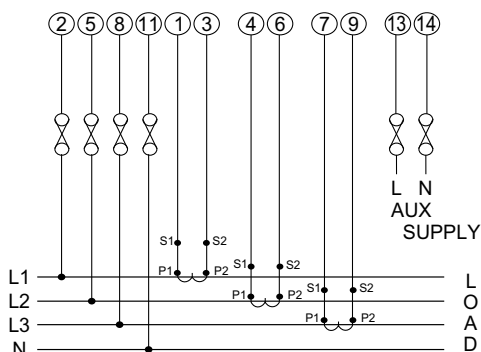 2 5 8 11 1 3 4 6 7 9 13 14
L N
AUX
SUPPLY
S1 S2
S1 S2
P1 P2
L1 L
S1 S2
P1 P2
L2 O
P1 P2
L3 A
N D